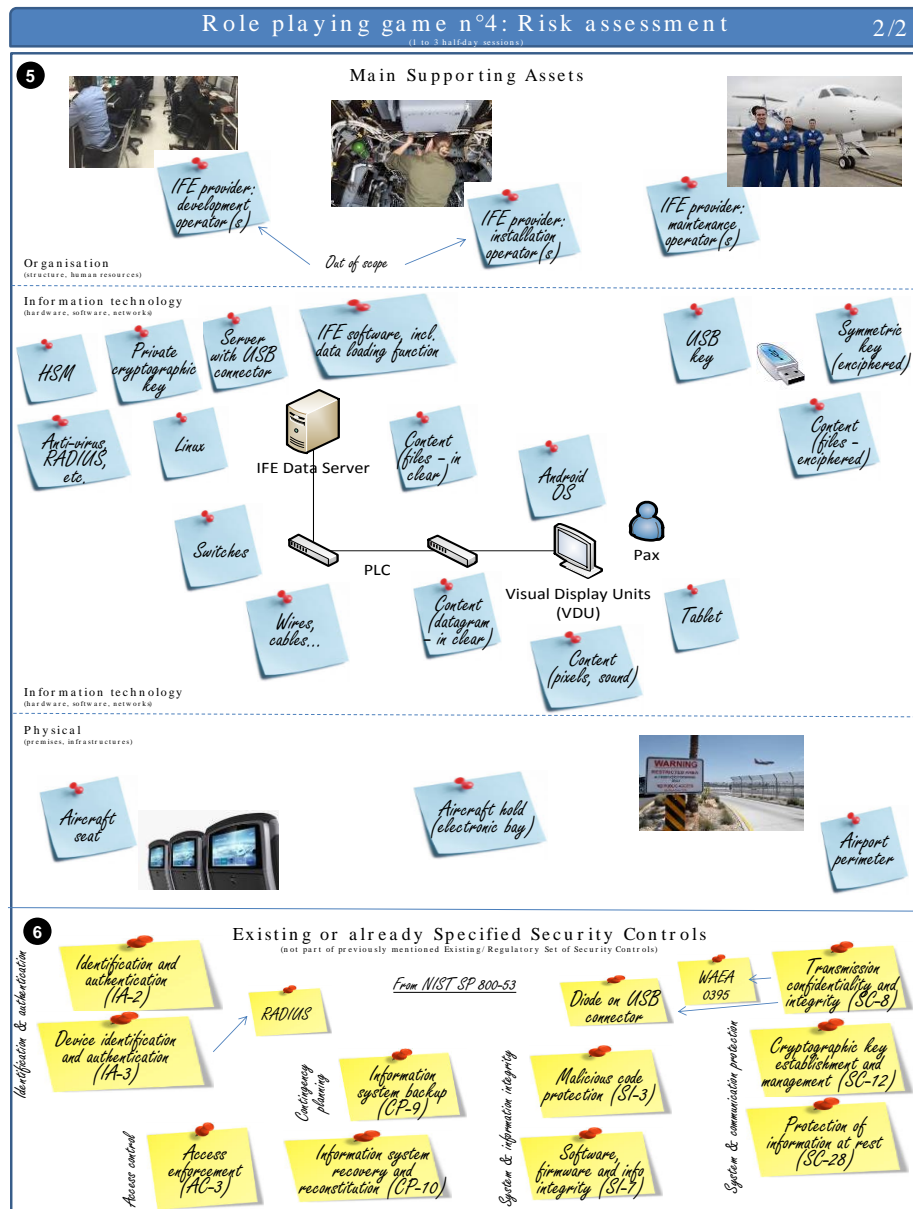 Role playing game n°4: Risk assessment
2/2
(1 to 3 half-day sessions)
5
Main Supporting Assets
IFE provider:
development
operator(s)
IFE provider:
installation
operator(s)
IFE provider:
maintenance
operator(s)
Out of scope
Organisation
(structure, human resources)
Information technology
(hardware, software, networks)
HSM
Private
cryptographic
key
Server
with USB
connector
IFE software, incl.
data loading function
USB
key
Symmetric
key
(enciphered)
Anti-virus,
RADIUS,
etc.
Linux
IFE Data Server
Content
(files - in
clear)
Android
OS
Content
(files -
enciphered)
Switches
PLC
Pax
Visual Display Units
(VDU)
Wires,
cables...
Content
(datagram
- in clear)
Content
(pixels, sound)
Tablet
Information technology
(hardware, software, networks)
Physical
(premises, infrastructures)
WARNING
RESTRICTED AREA
Aircraft
seat
Aircraft hold
(electronic bay)
Airport
perimeter
6
Existing or already Specified Security Controls
(not part of previously mentioned Existing/Regulatory Set of Security Controls)
Identification & authentication
Identification and
authentication
(IA-2)
Device identification
and authentication
(IA-3)
RADIUS
From NIST SP 800-53
Diode on USB
connector
WAEA
0395
Transmission
confidentiality and
integrity (SC-8)
Contingency
planning
Information
system backup
(CP-9)
System & information integrity
Malicious code
protection (SI-3)
System & communication protection
Cryptographic key
establishment and
management (SC-12)
Access control
Access
enforcement
(AC-3)
Information system
recovery and
reconstitution (CP-10)
Software,
firmware and info
integrity (SI-7)
Protection of
information at rest
(SC-28)